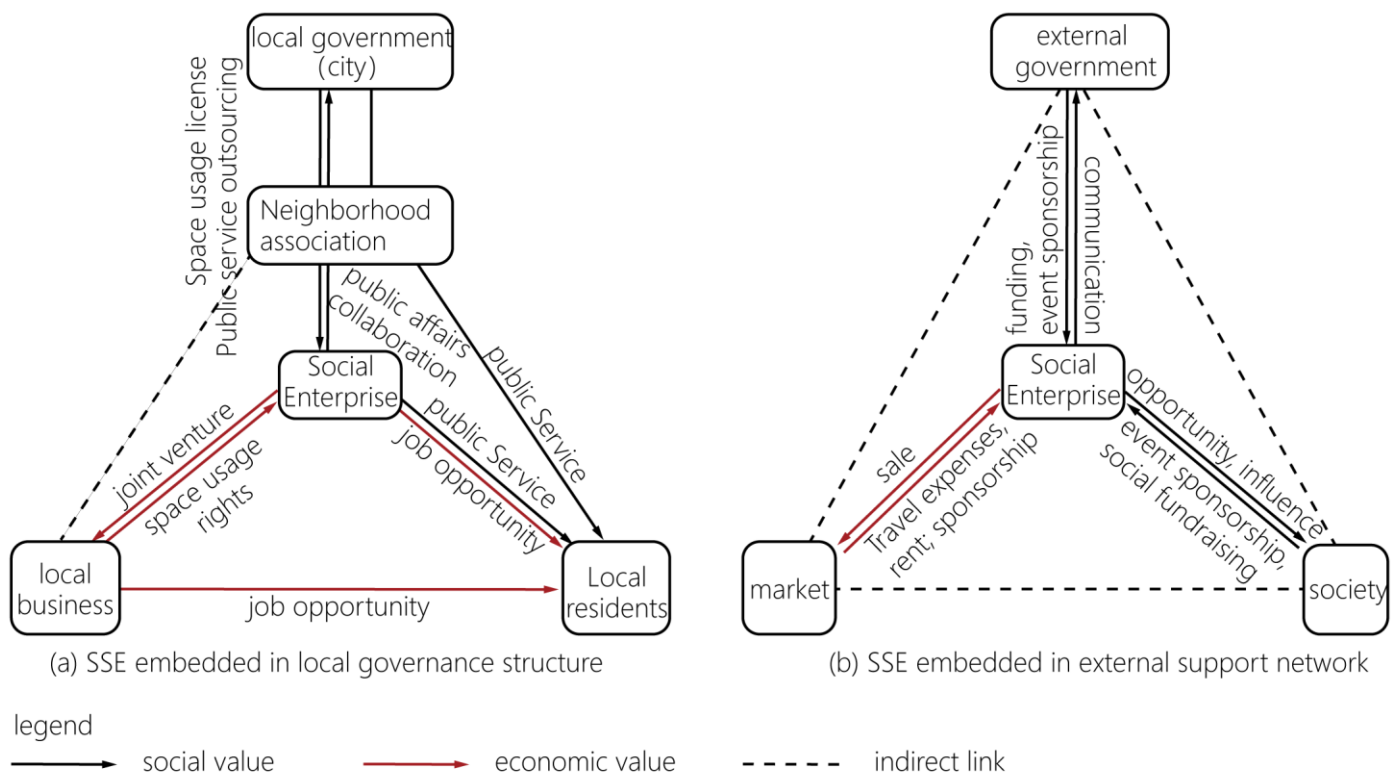 local government
(city)
Space usage license
Public service outsourcing
Neighborhood
association
public affairs
collaboration
public Service
Social
Enterprise
public Service
job opportunity
joint venture
space usage
rights
local
business
job opportunity
Local
residents
(a) SSE embedded in local governance structure
external
government
funding,
event sponsorship
communication
Social
Enterprise
opportunity, influence
event sponsorship,
social fundraising
sale
Travel expenses,
rent; sponsorship
market
society
(b) SSE embedded in external support network
legend
social value
economic value
indirect link